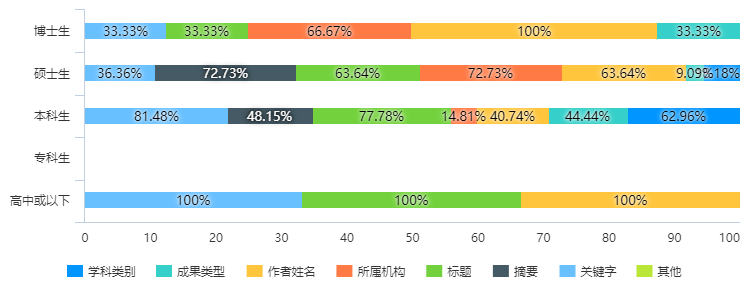 博士生 33.33% 33.33% 66.67% 100% 33.33%
硕士生 36.36% 72.73% 63.64% 72.73% 63.64% 9.09% 18%
本科生 81.48% 48.15% 77.78% 14.81% 40.74% 44.44% 62.96%
专科生
高中或以下 100% 100% 100%
0 10 20 30 40 50 60 70 80 90 100
学科类别 成果类型 作者姓名 所属机构 标题 摘要 关键字 其他